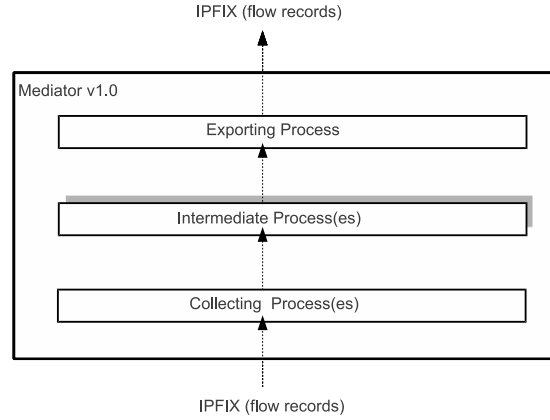 IPFIX (flow records)
Mediator v1.0
Exporting Process
Intermediate Process(es)
Collecting Process(es)
IPFIX (flow records)